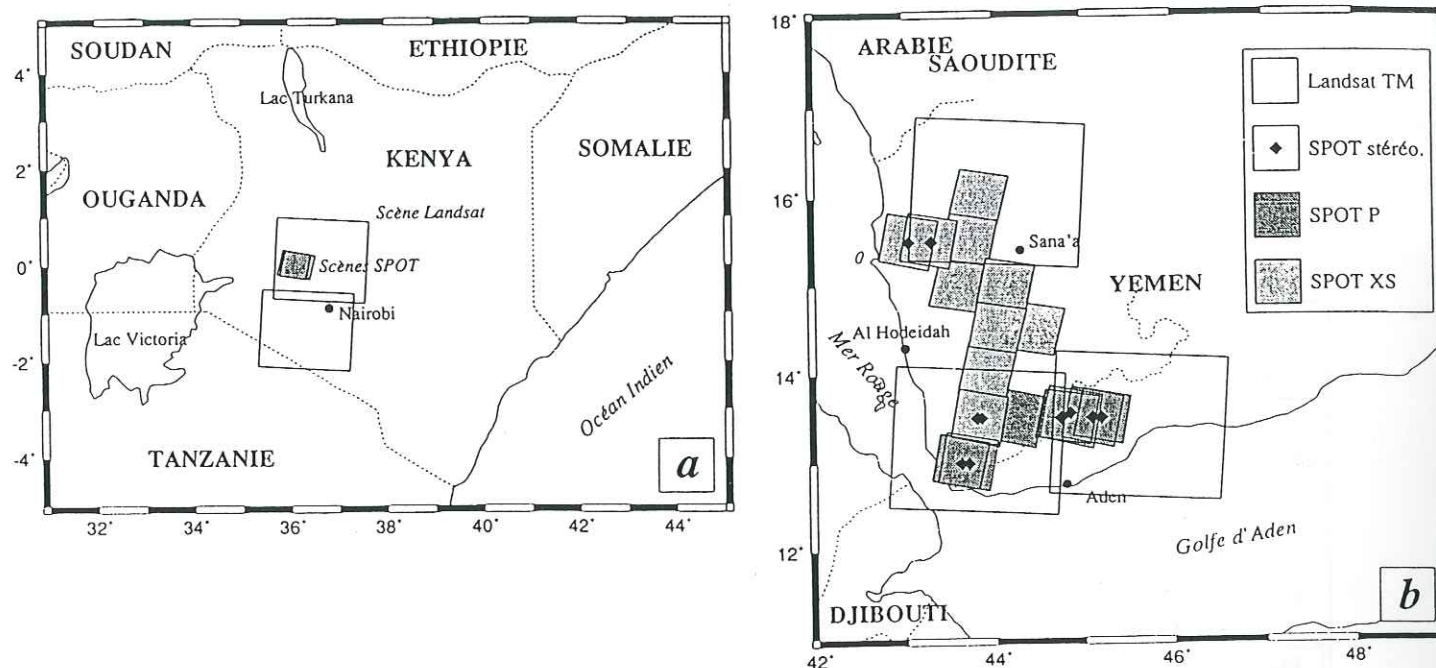 SOUDAN
ETHIOPIE
4°
Lac Turkana
SOMALIE
KENYA
2°
OUGANDA
Scène Landsat
0°
Scènes SPOT
Nairobi
Lac Victoria
-2°
Océan Indien
-4°
TANZANIE
a
32°
34°
36°
38°
40°
42°
44°
18°
ARABIE
SAOUDITE
Landsat TM
SPOT stéréo.
16°
SPOT P
Sana'a
SPOT XS
YEMEN
Al Hodeidah
Mer Rouge
14°
Aden
12°
Golfe d'Aden
DJIBOUTI
b
42°
44°
46°
48°